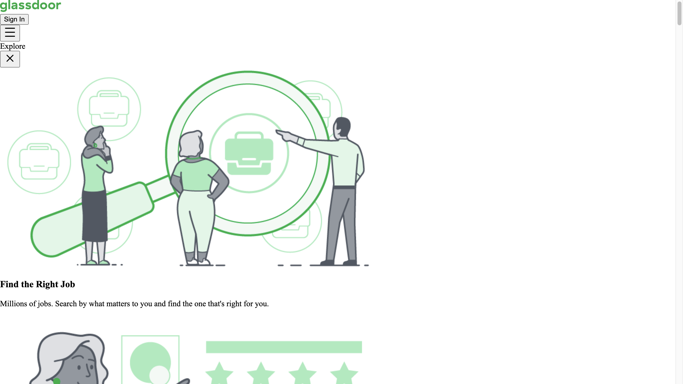 glassdoor
Sign In
Explore
Find the Right Job
Millions of jobs. Search by what matters to you and find the one that's right for you.